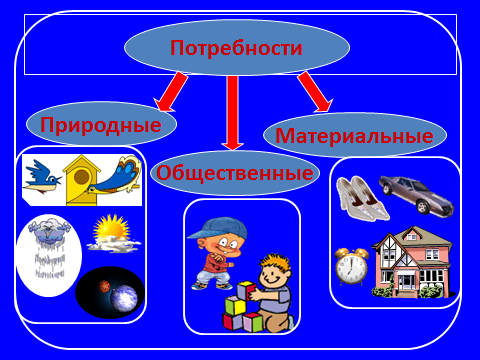 Потребности
Природные
Материальные
Общественные